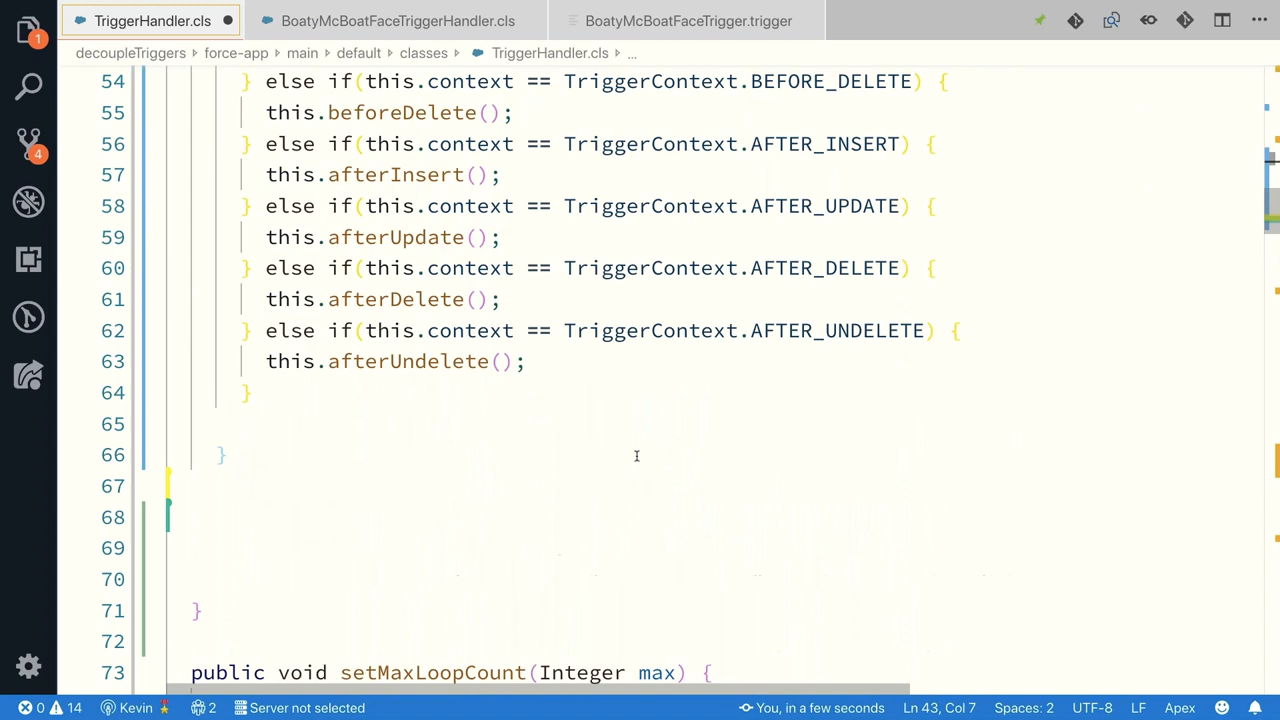 TriggerHandler.cls
BoatyMcBoatFaceTriggerHandler.cls
BoatyMcBoatFaceTrigger.trigger
decoupleTriggers › force-app › main › default › classes › TriggerHandler.cls › ...
54 } else if(this.context == TriggerContext.BEFORE_DELETE) {
55 this.beforeDelete();
56 } else if(this.context == TriggerContext.AFTER_INSERT) {
57 this.afterInsert();
58 } else if(this.context == TriggerContext.AFTER_UPDATE) {
59 this.afterUpdate();
60 } else if(this.context == TriggerContext.AFTER_DELETE) {
61 this.afterDelete();
62 } else if(this.context == TriggerContext.AFTER_UNDELETE) {
63 this.afterUndelete();
64 }
65
66 }
67
68
69
70
71 }
72
73 public void setMaxLoopCount(Integer max) {
1
4
0 14 Kevin 2 Server not selected You, in a few seconds Ln 43, Col 7 Spaces: 2 UTF-8 LF Apex